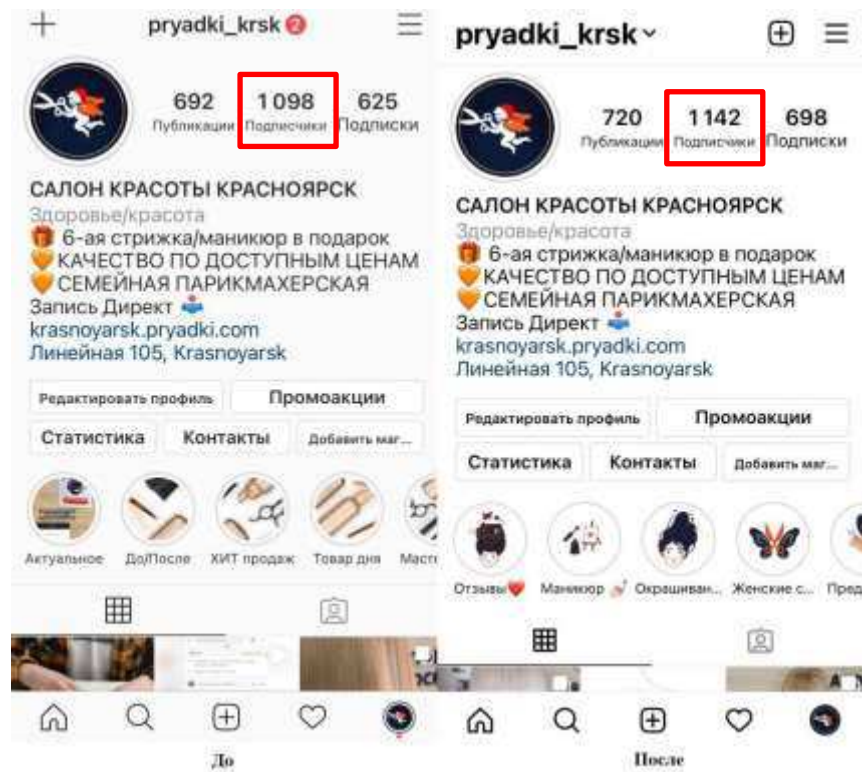 pryadki_krsk 2
692 1 098 625
Публикации Подписчики Подписки
САЛОН КРАСОТЫ КРАСНОЯРСК
Здоровье/красота
6-ая стрижка/маникюр в подарок
КАЧЕСТВО ПО ДОСТУПНЫМ ЦЕНАМ
СЕМЕЙНАЯ ПАРИКМАХЕРСКАЯ
Запись Директ
krasnoyarsk.pryadki.com
Линейная 105, Krasnoyarsk
Редактировать профиль Промоакции
Статистика Контакты Добавить маг...
Актуальное До/После ХИТ продаж Товар дня Маст
До
pryadki_krsk
720 1 142 698
Публикации Подписчики Подписки
САЛОН КРАСОТЫ КРАСНОЯРСК
Здоровье/красота
6-ая стрижка/маникюр в подарок
КАЧЕСТВО ПО ДОСТУПНЫМ ЦЕНАМ
СЕМЕЙНАЯ ПАРИКМАХЕРСКАЯ
Запись Директ
krasnoyarsk.pryadki.com
Линейная 105, Krasnoyarsk
Редактировать профиль Промоакции
Статистика Контакты Добавить маг...
Отзывы Маникюр Окрашиван... Женские с... Пред
После